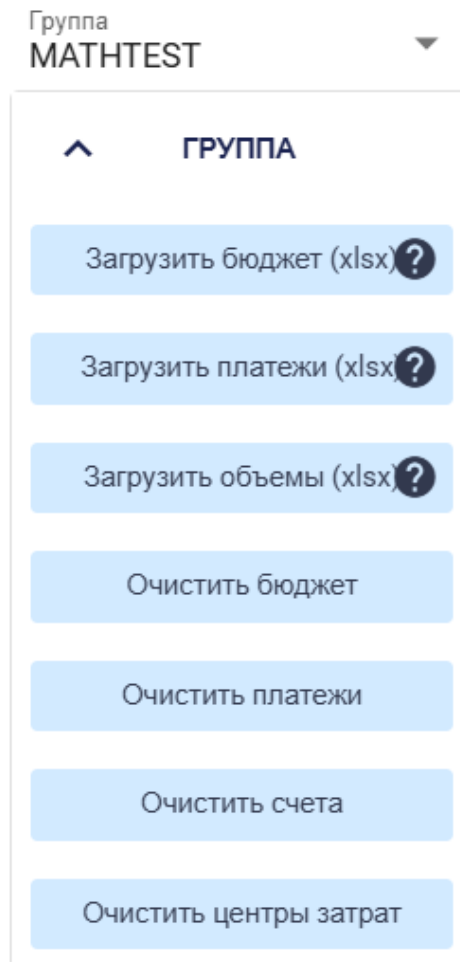 Группа
MATHTEST
ГРУППА
Загрузить бюджет (xlsx)
Загрузить платежи (xlsx)
Загрузить объемы (xlsx)
Очистить бюджет
Очистить платежи
Очистить счета
Очистить центры затрат